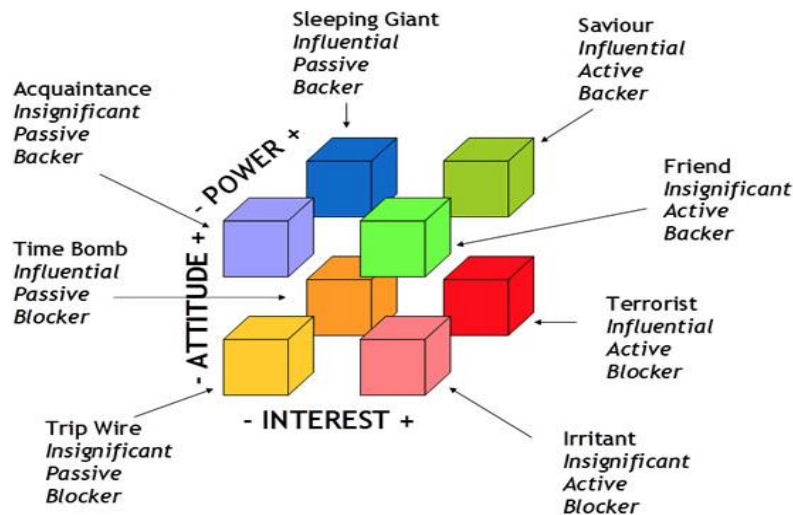 Sleeping Giant
Influential
Passive
Backer
Saviour
Influential
Active
Backer
Acquaintance
Insignificant
Passive
Backer
- POWER +
Friend
Insignificant
Active
Backer
Time Bomb
Influential
Passive
Blocker
- ATTITUDE +
Terrorist
Influential
Active
Blocker
- INTEREST +
Trip Wire
Insignificant
Passive
Blocker
Irritant
Insignificant
Active
Blocker